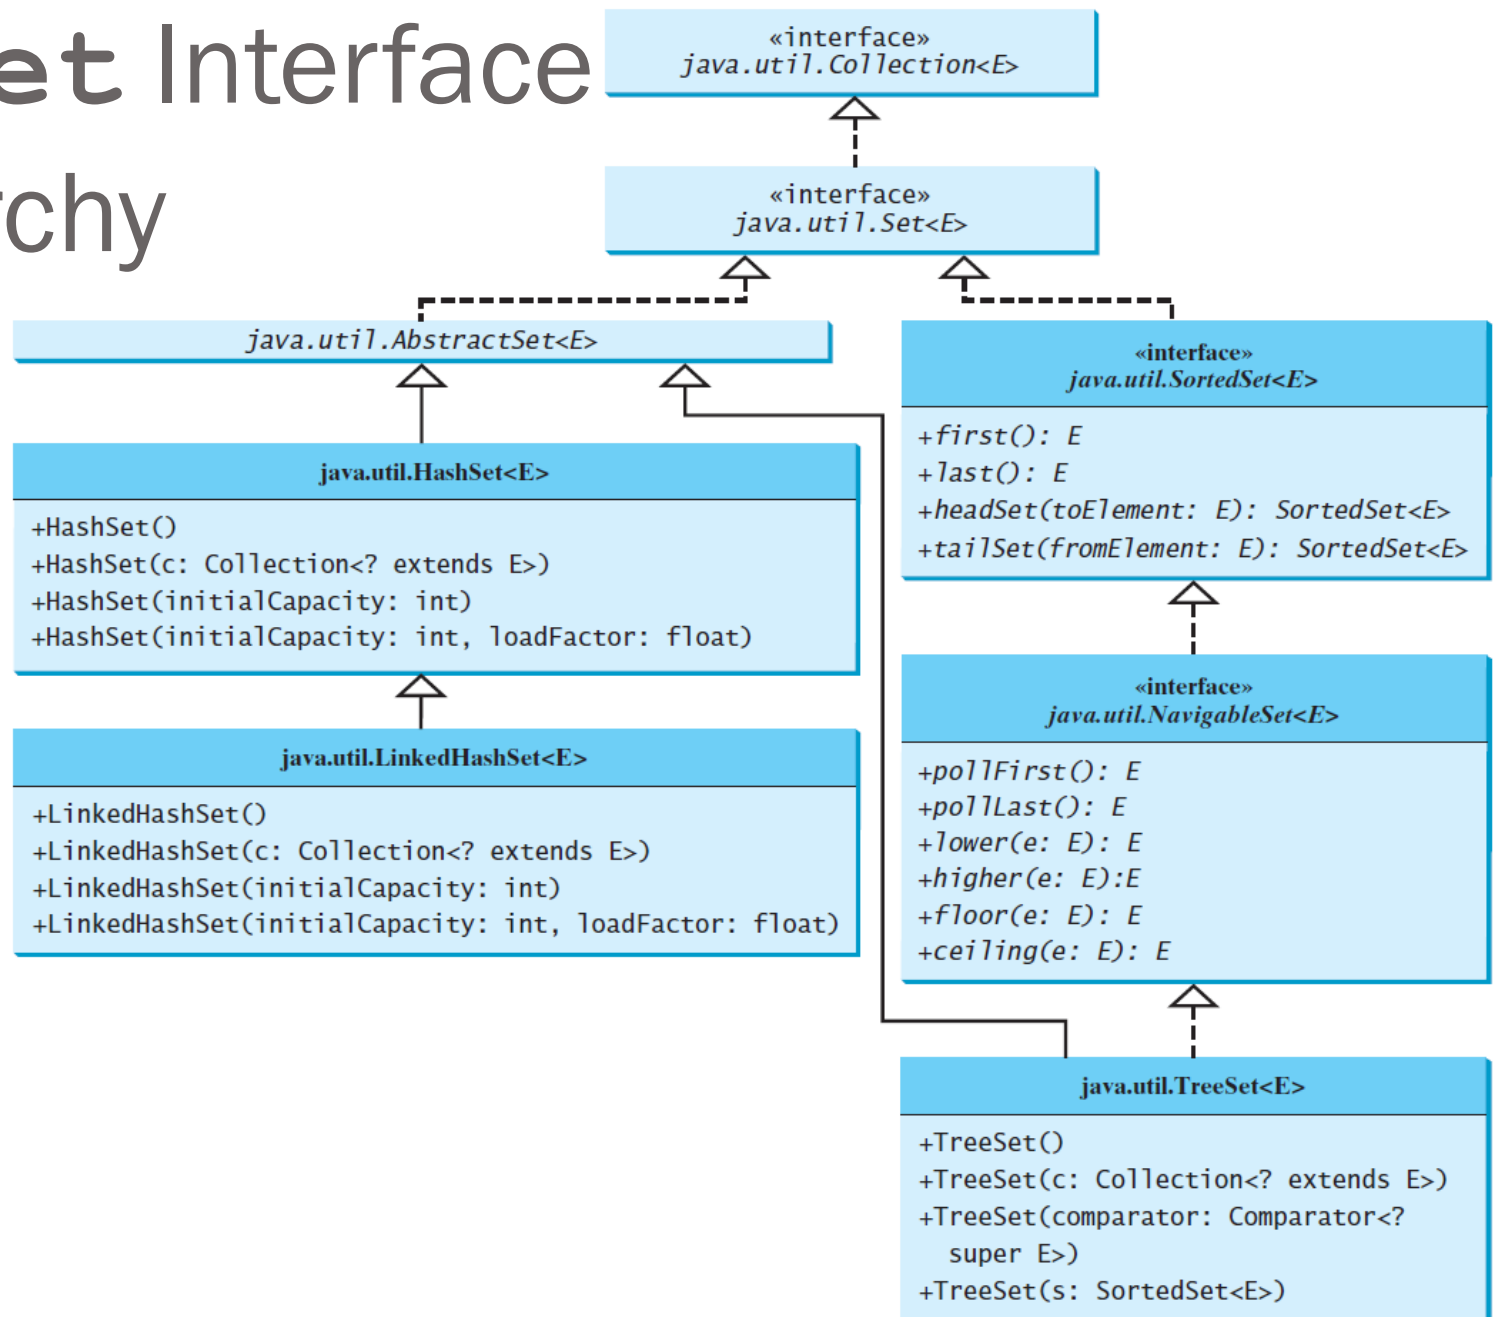 et Interface
rchy
«interface»
java.util.Collection<E>
«interface»
java.util.Set<E>
java.util.AbstractSet<E>
«interface»
java.util.SortedSet<E>
+first(): E
+last(): E
+headSet(toElement: E): SortedSet<E>
+tailSet(fromElement: E): SortedSet<E>
java.util.HashSet<E>
+HashSet()
+HashSet(c: Collection<? extends E>)
+HashSet(initialCapacity: int)
+HashSet(initialCapacity: int, loadFactor: float)
«interface»
java.util.NavigableSet<E>
+pollFirst(): E
+pollLast(): E
+lower(e: E): E
+higher(e: E):E
+floor(e: E): E
+ceiling(e: E): E
java.util.LinkedHashSet<E>
+LinkedHashSet()
+LinkedHashSet(c: Collection<? extends E>)
+LinkedHashSet(initialCapacity: int)
+LinkedHashSet(initialCapacity: int, loadFactor: float)
java.util.TreeSet<E>
+TreeSet()
+TreeSet(c: Collection<? extends E>)
+TreeSet(comparator: Comparator<?
super E>)
+TreeSet(s: SortedSet<E>)